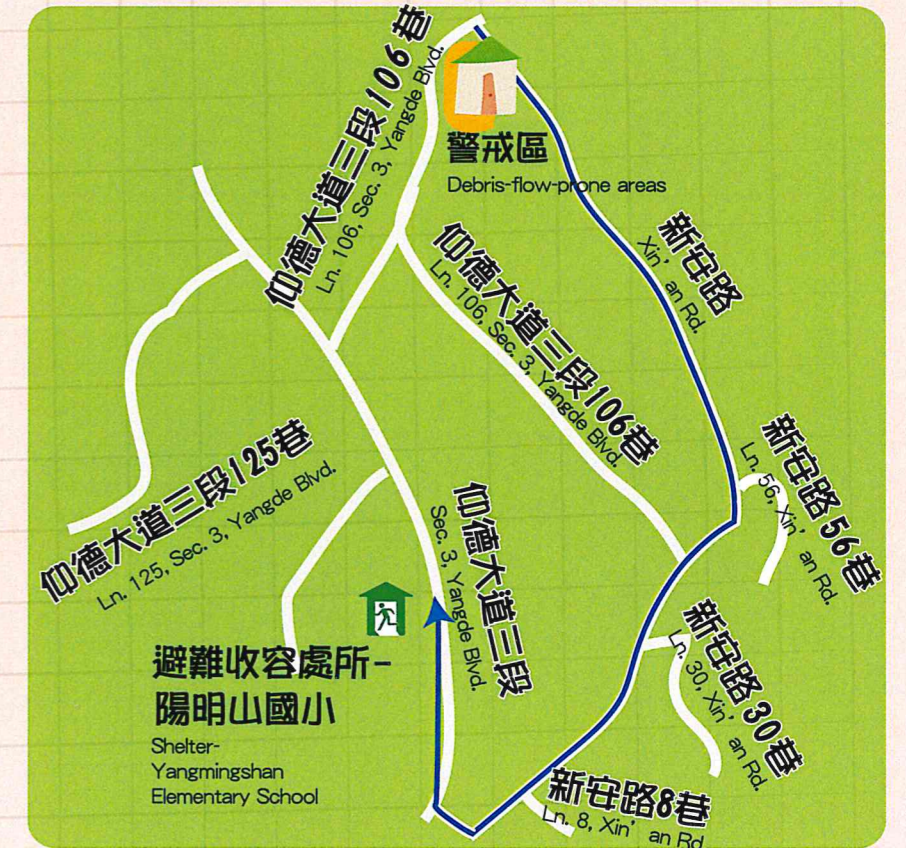 仰德大道三段106巷
Ln. 106, Sec. 3, Yangde Blvd.
警戒區
Debris-flow-prone areas
新安路
Xin' an Rd.
仰德大道三段106巷
Ln. 106, Sec. 3, Yangde Blvd.
仰德大道三段125巷
Ln. 125, Sec. 3, Yangde Blvd.
新安路56巷
Ln. 56, Xin' an Rd.
仰德大道三段
Sec. 3, Yangde Blvd.
避難收容處所-
陽明山國小
Shelter-
Yangmingshan
Elementary School
新安路30巷
Ln. 30, Xin' an Rd.
新安路8巷
Ln. 8, Xin' an Rd